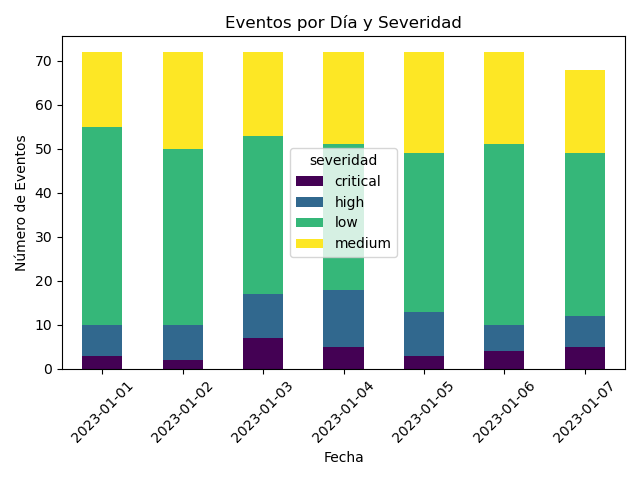 Eventos por Día y Severidad
Número de Eventos
70
60
50
40
30
20
10
0
severidad
critical
high
low
medium
2023-01-01
2023-01-02
2023-01-03
2023-01-04
2023-01-05
2023-01-06
2023-01-07
Fecha